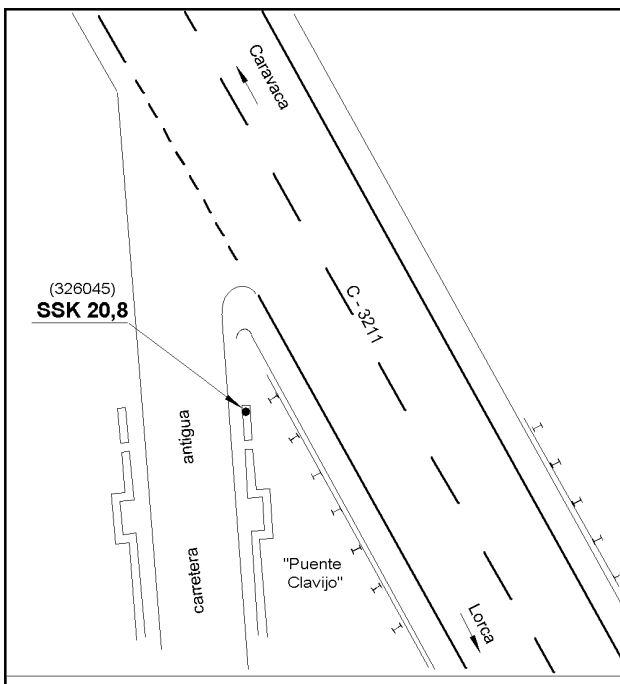 Caravaca
(326045)
SSK 20,8
C - 3211
antigua
carretera
"Puente
Clavijo"
Lorca